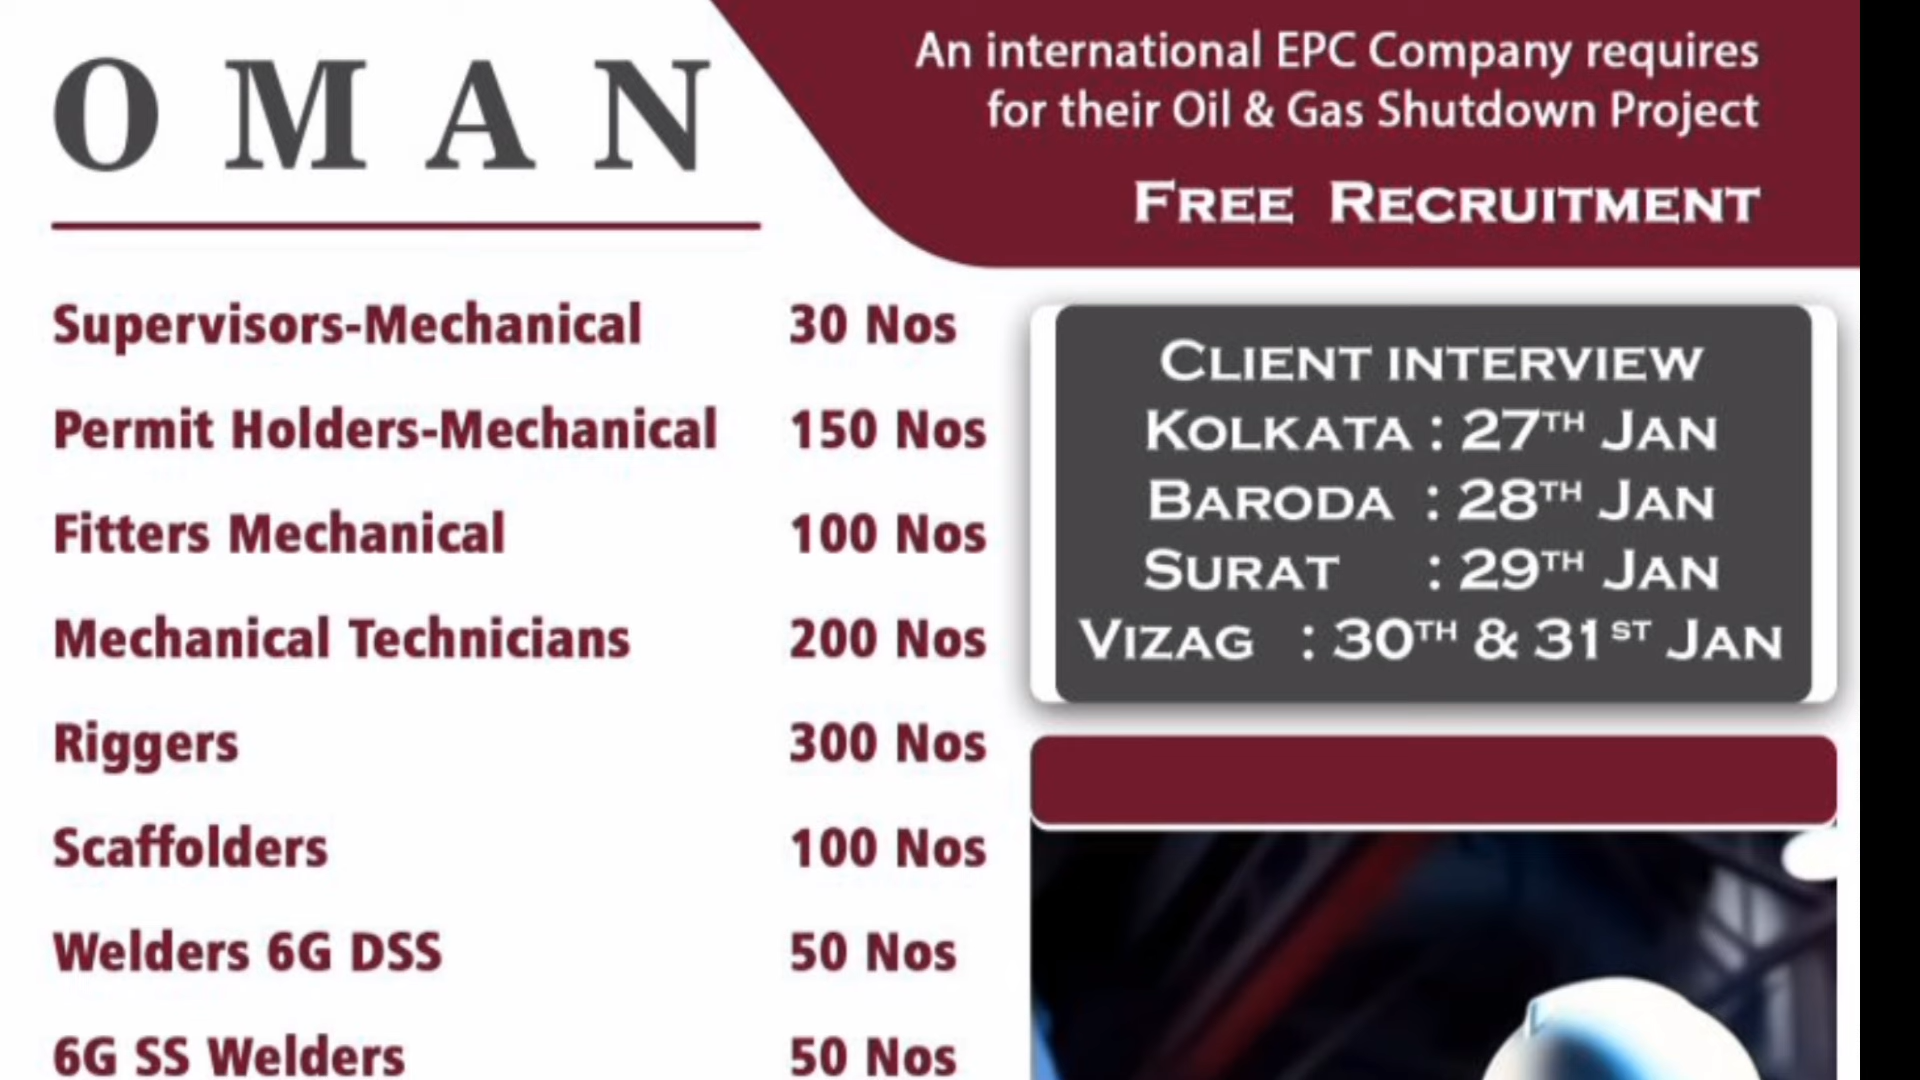 OMAN
An international EPC Company requires
for their Oil & Gas Shutdown Project
FREE RECRUITMENT
Supervisors-Mechanical 30 Nos
Permit Holders-Mechanical 150 Nos
Fitters Mechanical 100 Nos
Mechanical Technicians 200 Nos
Riggers 300 Nos
Scaffolders 100 Nos
Welders 6G DSS 50 Nos
6G SS Welders 50 Nos
CLIENT INTERVIEW
KOLKATA : 27TH JAN
BARODA : 28TH JAN
SURAT : 29TH JAN
VIZAG : 30TH & 31ST JAN